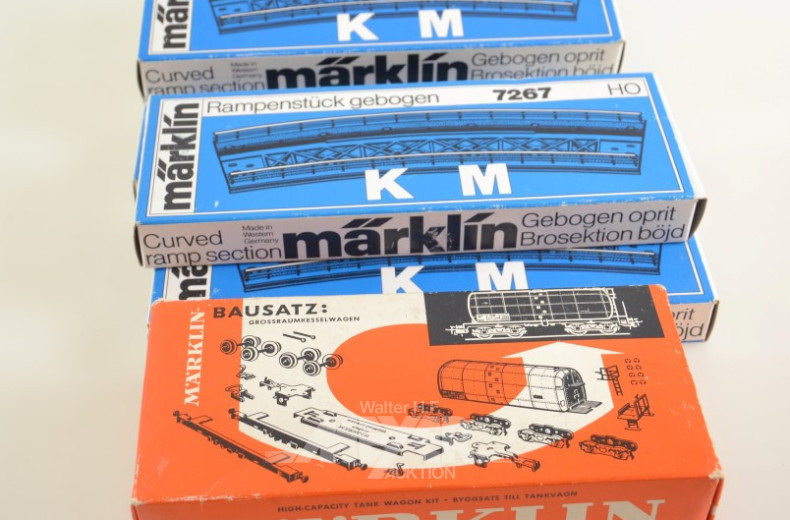 märklin
K M
Curved
ramp section
Made in
Western
Germany
märklin
Gebogen oprit
Brosektion böjd
märklin
Rampenstück gebogen
7267
HO
K M
Curved
ramp section
Made in
Western
Germany
märklin
Gebogen oprit
Brosektion böjd
K M
oprit
böjd
MÄRKLIN
BAUSATZ:
GROSSRAUMKESSELWAGEN
Walter H.F.
AUKTION
HIGH-CAPACITY TANK WAGON KIT • BYGGSATS TILL TANKVAGN
MÄRKLIN